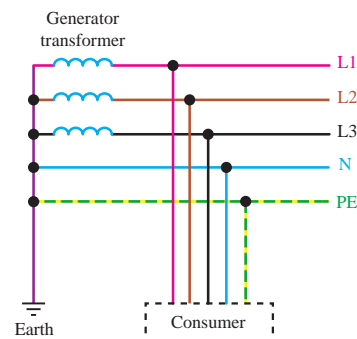 Generator
transformer
L1
L2
L3
N
PE
Earth
Consumer